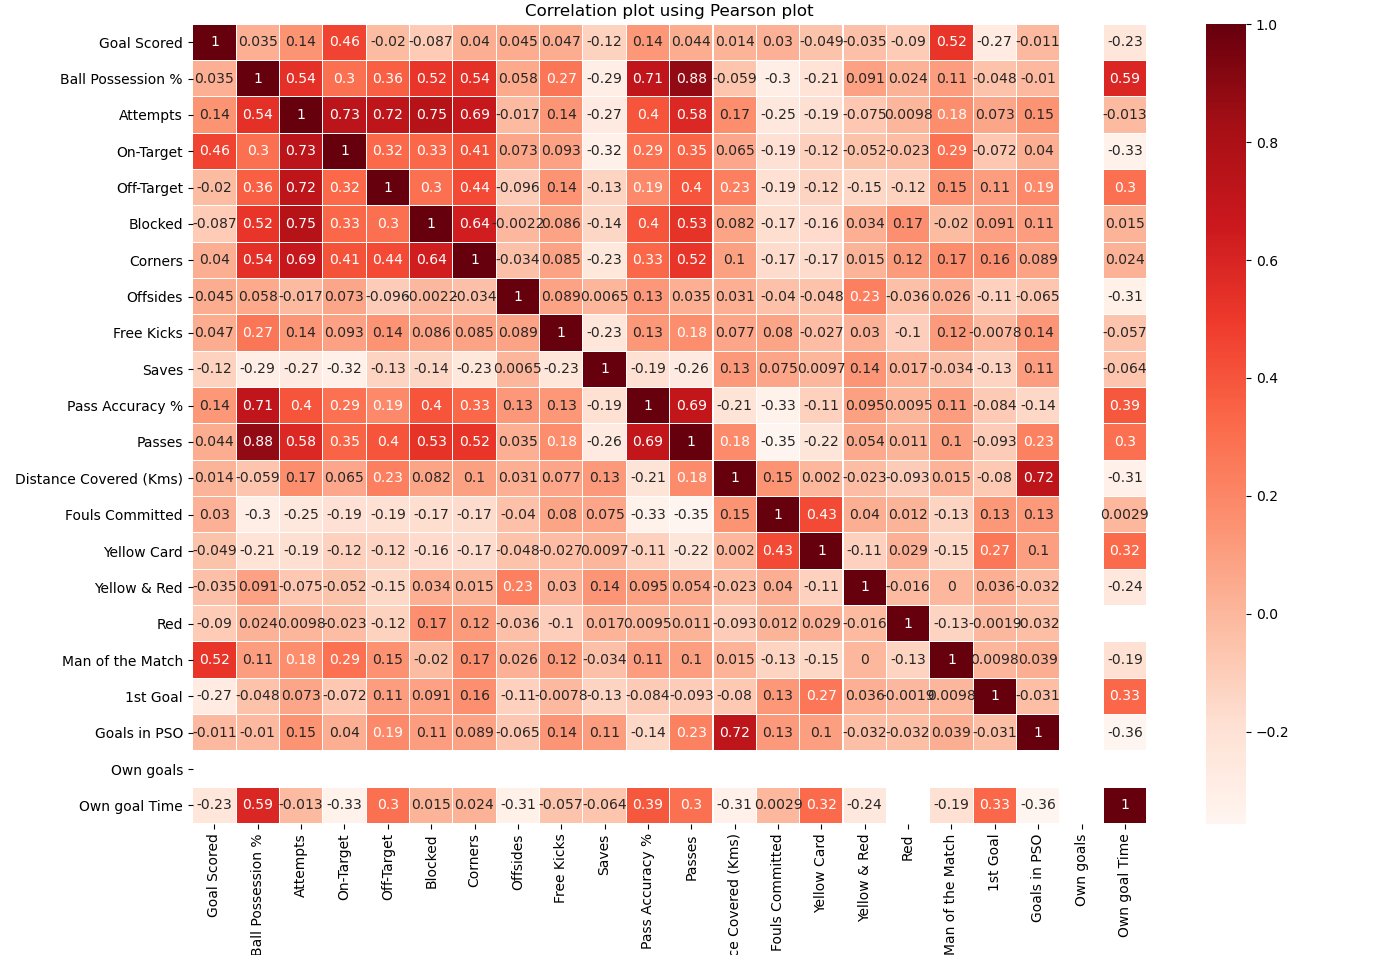 Correlation plot using Pearson plot
Goal Scored 1 0.035 0.14 0.46 -0.02 -0.087 0.04 0.045 0.047 -0.12 0.14 0.044 0.014 0.03 -0.049 -0.035 -0.09 0.52 -0.27 -0.011 -0.23
Ball Possession % 0.035 1 0.54 0.3 0.36 0.52 0.54 0.058 0.27 -0.29 0.71 0.88 -0.059 -0.3 -0.21 0.091 0.024 0.11 -0.048 -0.01 0.59
Attempts 0.14 0.54 1 0.73 0.72 0.75 0.69 -0.017 0.14 -0.27 0.4 0.58 0.17 -0.25 -0.19 -0.075 0.0098 0.18 0.073 0.15 -0.013
On-Target 0.46 0.3 0.73 1 0.32 0.33 0.41 0.073 0.093 -0.32 0.29 0.35 0.065 -0.19 -0.12 -0.052 -0.023 0.29 -0.072 0.04 -0.33
Off-Target -0.02 0.36 0.72 0.32 1 0.3 0.44 -0.096 0.14 -0.13 0.19 0.4 0.23 -0.19 -0.12 -0.15 -0.12 0.15 0.11 0.19 0.3
Blocked -0.087 0.52 0.75 0.33 0.3 1 0.64 -0.0022 0.086 -0.14 0.4 0.53 0.082 -0.17 -0.16 0.034 0.17 -0.02 0.091 0.11 0.015
Corners 0.04 0.54 0.69 0.41 0.44 0.64 1 -0.034 0.085 -0.23 0.33 0.52 0.1 -0.17 -0.17 0.015 0.12 0.17 0.16 0.089 0.024
Offsides 0.045 0.058 -0.017 0.073 -0.096 -0.0022 -0.034 1 0.089 0.0065 0.13 0.035 0.031 -0.04 -0.048 0.23 -0.036 0.026 -0.11 -0.065 -0.31
Free Kicks 0.047 0.27 0.14 0.093 0.14 0.086 0.085 0.089 1 -0.23 0.13 0.18 0.077 0.08 -0.027 0.03 -0.1 0.12 -0.0078 0.14 -0.057
Saves -0.12 -0.29 -0.27 -0.32 -0.13 -0.14 -0.23 0.0065 -0.23 1 -0.19 -0.26 0.13 0.075 0.0097 0.14 0.017 -0.034 -0.13 0.11 -0.064
Pass Accuracy % 0.14 0.71 0.4 0.29 0.19 0.4 0.33 0.13 0.13 -0.19 1 0.69 -0.21 -0.33 -0.11 0.095 0.0095 0.11 -0.084 -0.14 0.39
Passes 0.044 0.88 0.58 0.35 0.4 0.53 0.52 0.035 0.18 -0.26 0.69 1 0.18 -0.35 -0.22 0.054 0.011 0.1 -0.093 0.23 0.3
Distance Covered (Kms) 0.014 -0.059 0.17 0.065 0.23 0.082 0.1 0.031 0.077 0.13 -0.21 0.18 1 0.15 0.002 -0.023 -0.093 0.015 -0.08 0.72 -0.31
Fouls Committed 0.03 -0.3 -0.25 -0.19 -0.19 -0.17 -0.17 -0.04 0.08 0.075 -0.33 -0.35 0.15 1 0.43 0.04 0.012 -0.13 0.13 0.13 0.0029
Yellow Card -0.049 -0.21 -0.19 -0.12 -0.12 -0.16 -0.17 -0.048 -0.027 0.0097 -0.11 -0.22 0.002 0.43 1 -0.11 0.029 -0.15 0.27 0.1 0.32
Yellow & Red -0.035 0.091 -0.075 -0.052 -0.15 0.034 0.015 0.23 0.03 0.14 0.095 0.054 -0.023 0.04 -0.11 1 -0.016 0 0.036 -0.032 -0.24
Red -0.09 0.024 0.0098 -0.023 -0.12 0.17 0.12 -0.036 -0.1 0.017 0.0095 0.011 -0.093 0.012 0.029 -0.016 1 -0.13 -0.0019 -0.032
Man of the Match 0.52 0.11 0.18 0.29 0.15 -0.02 0.17 0.026 0.12 -0.034 0.11 0.1 0.015 -0.13 -0.15 0 -0.13 1 0.0098 0.039 -0.19
1st Goal -0.27 -0.048 0.073 -0.072 0.11 0.091 0.16 -0.11 -0.0078 -0.13 -0.084 -0.093 -0.08 0.13 0.27 0.036 -0.0019 0.0098 1 -0.031 0.33
Goals in PSO -0.011 -0.01 0.15 0.04 0.19 0.11 0.089 -0.065 0.14 0.11 -0.14 0.23 0.72 0.13 0.1 -0.032 -0.032 0.039 -0.031 1 -0.36
Own goals
Own goal Time -0.23 0.59 -0.013 -0.33 0.3 0.015 0.024 -0.31 -0.057 -0.064 0.39 0.3 -0.31 0.0029 0.32 -0.24 -0.19 0.33 -0.36 1
Goal Scored
Ball Possession %
Attempts
On-Target
Off-Target
Blocked
Corners
Offsides
Free Kicks
Saves
Pass Accuracy %
Passes
ce Covered (Kms)
Fouls Committed
Yellow Card
Yellow & Red
Red
Man of the Match
1st Goal
Goals in PSO
Own goals
Own goal Time
1.0
0.8
0.6
0.4
0.2
0.0
−0.2